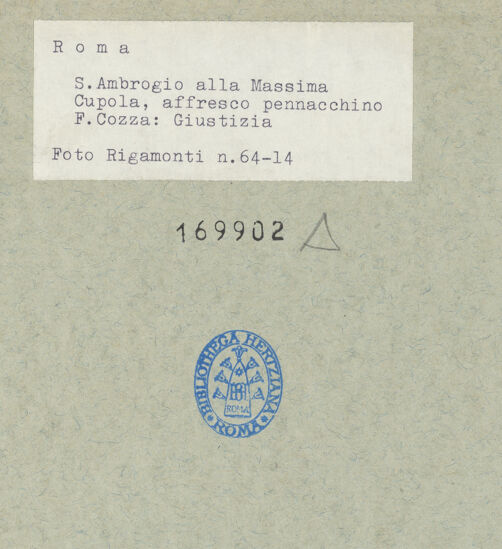 R o m a
S.Ambrogio alla Massima
Cupola, affresco pennacchino
F.Cozza: Giustizia
Foto Rigamonti n.64-14
169902
BIBLIOTHECA HERTZIANA
ROMA
ROMA